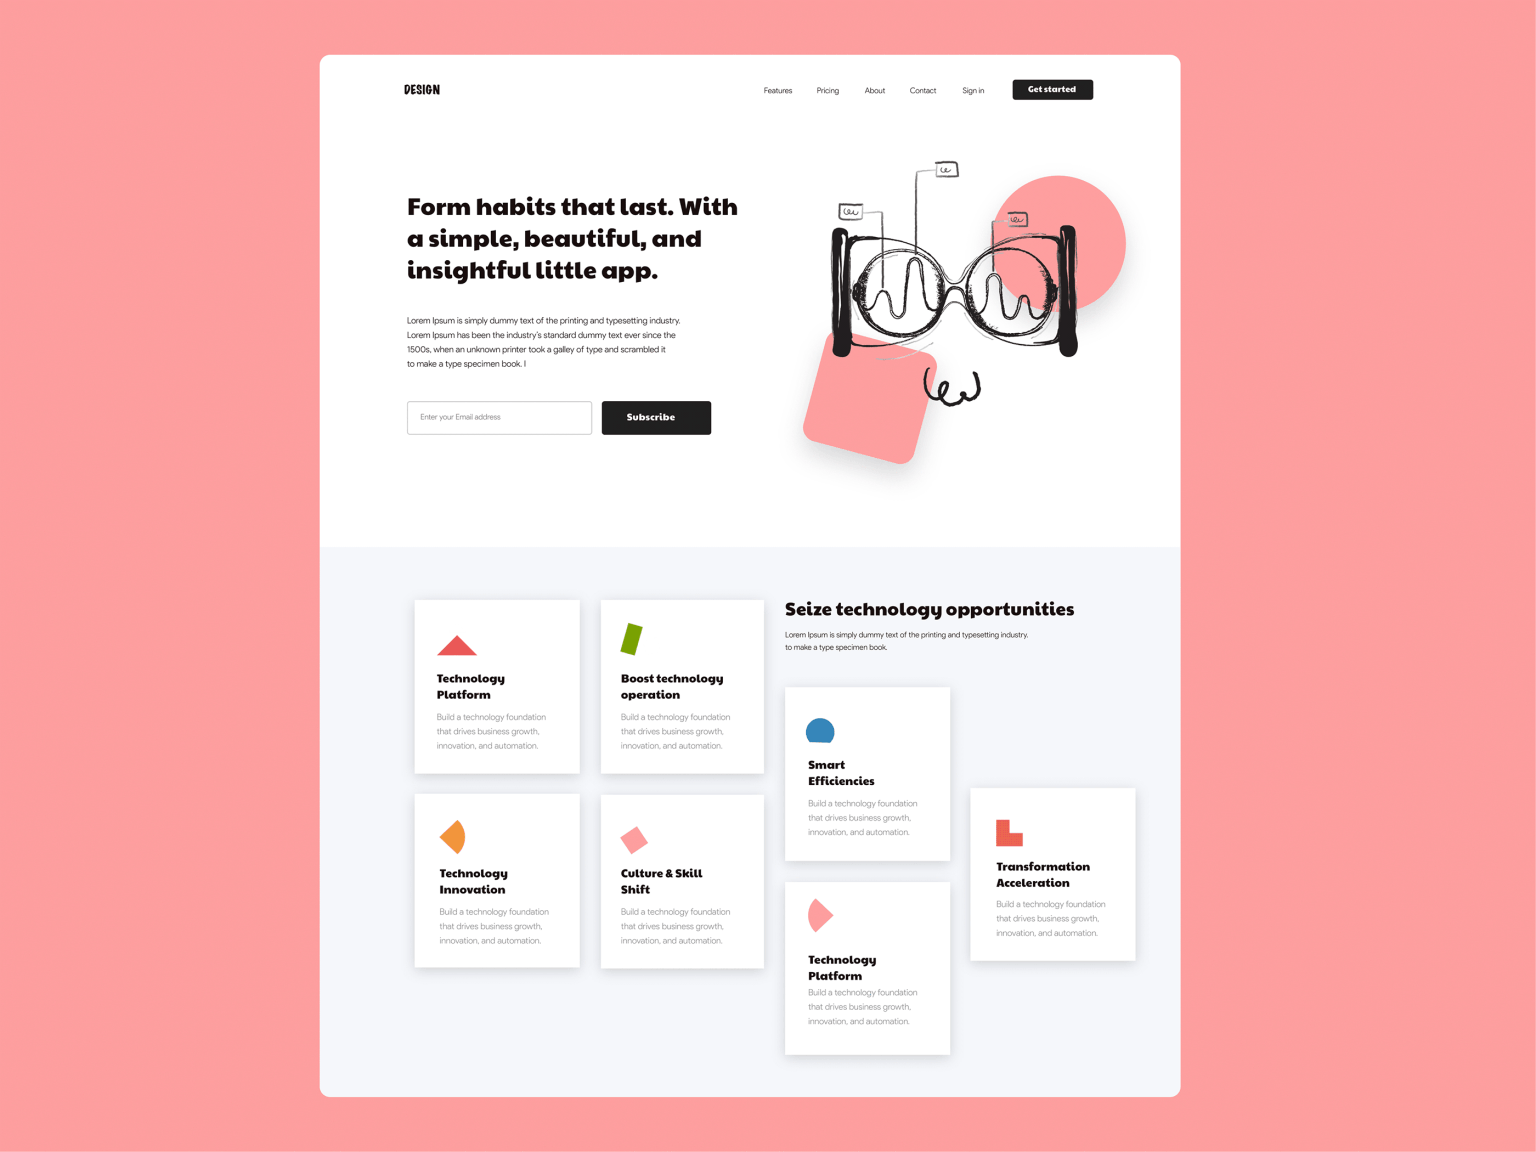 DESIGN
Features Pricing About Contact Sign in Get started
Form habits that last. With
a simple, beautiful, and
insightful little app.
Lorem Ipsum is simply dummy text of the printing and typesetting industry.
Lorem Ipsum has been the industry's standard dummy text ever since the
1500s, when an unknown printer took a galley of type and scrambled it
to make a type specimen book. I
Enter your Email address
Subscribe
Technology
Platform
Build a technology foundation
that drives business growth,
innovation, and automation.
Boost technology
operation
Build a technology foundation
that drives business growth,
innovation, and automation.
Technology
Innovation
Build a technology foundation
that drives business growth,
innovation, and automation.
Culture & Skill
Shift
Build a technology foundation
that drives business growth,
innovation, and automation.
Seize technology opportunities
Lorem Ipsum is simply dummy text of the printing and typesetting industry.
to make a type specimen book.
Smart
Efficiencies
Build a technology foundation
that drives business growth,
innovation, and automation.
Technology
Platform
Build a technology foundation
that drives business growth,
innovation, and automation.
Transformation
Acceleration
Build a technology foundation
that drives business growth,
innovation, and automation.